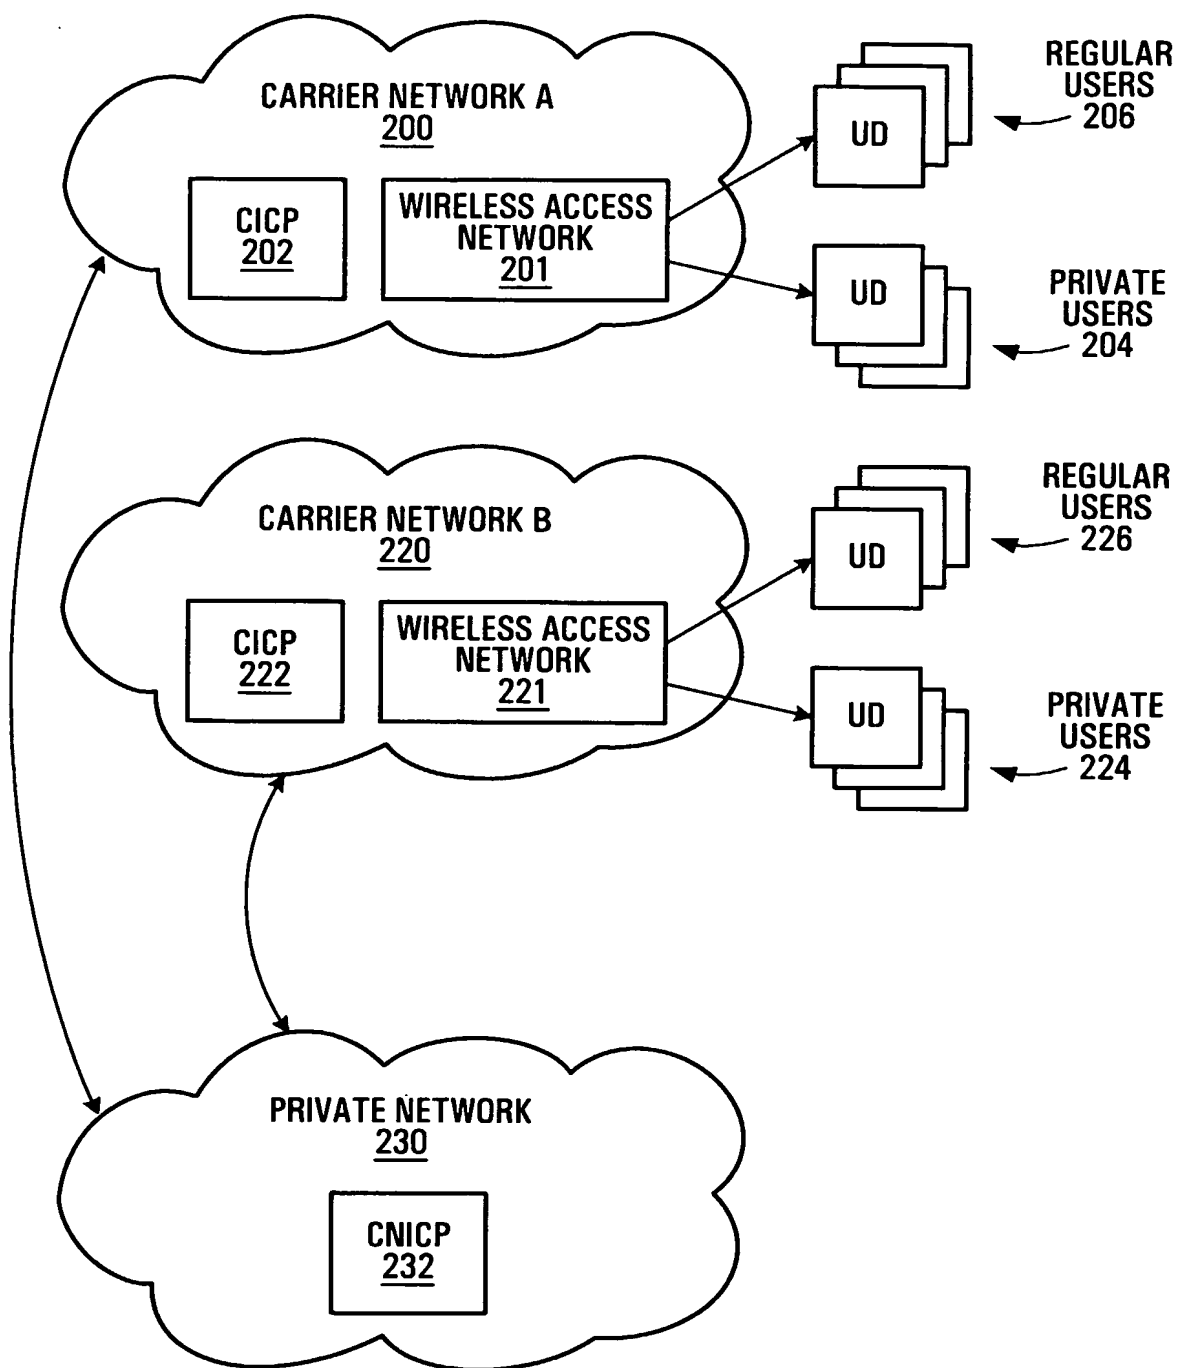 CARRIER NETWORK A
200
CICP
202
WIRELESS ACCESS
NETWORK
201
UD
REGULAR
USERS
206
UD
PRIVATE
USERS
204
CARRIER NETWORK B
220
CICP
222
WIRELESS ACCESS
NETWORK
221
UD
REGULAR
USERS
226
UD
PRIVATE
USERS
224
PRIVATE NETWORK
230
CNICP
232